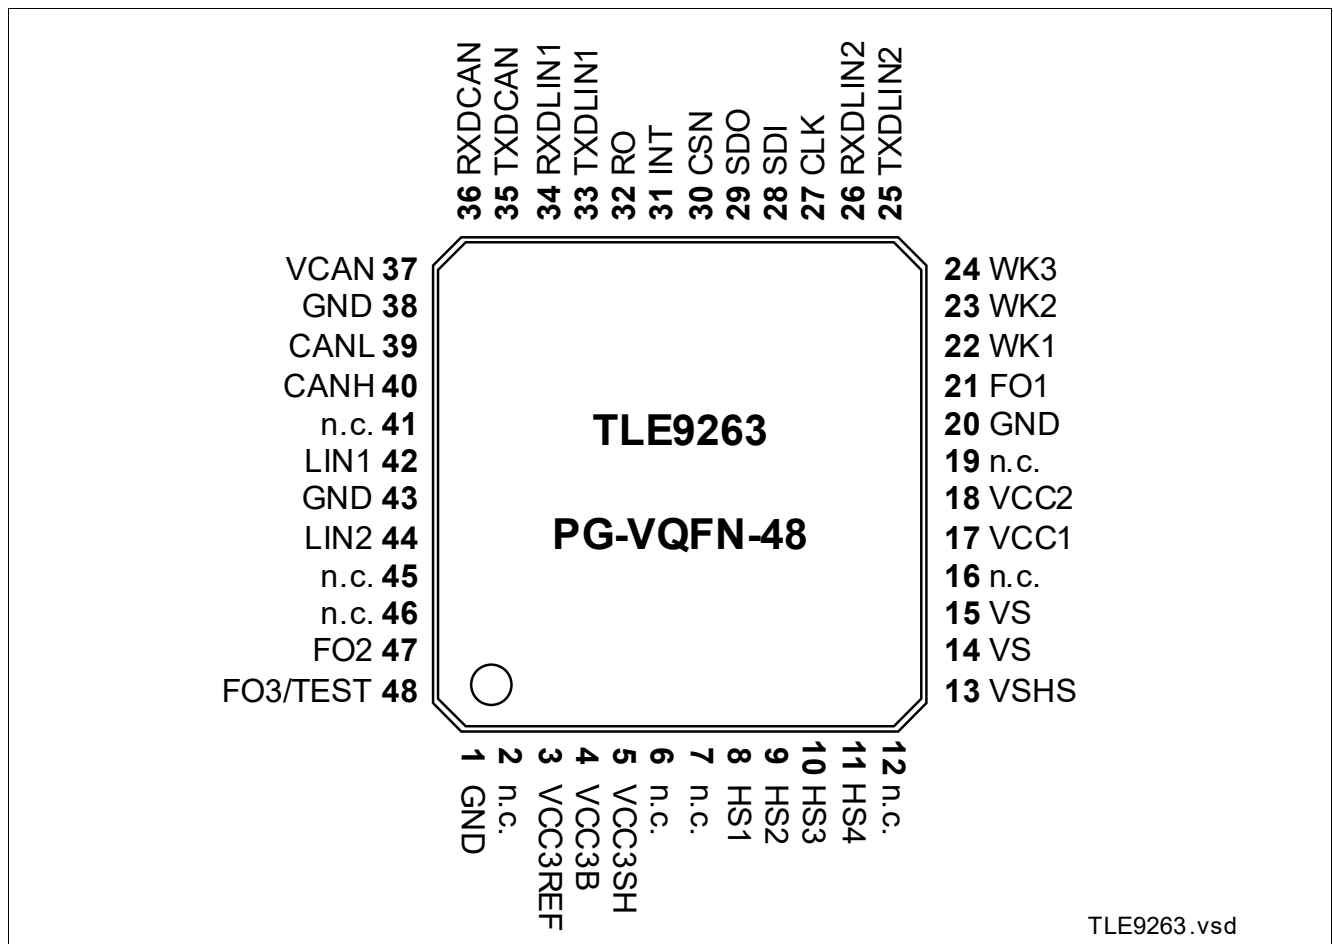 36 RXDCAN
35 TXDCAN
34 RXDLIN1
33 TXDLIN1
32 RO
31 INT
30 CSN
29 SDO
28 SDI
27 CLK
26 RXDLIN2
25 TXDLIN2
VCAN 37
GND 38
CANL 39
CANH 40
n.c. 41
LIN1 42
GND 43
LIN2 44
n.c. 45
n.c. 46
FO2 47
FO3/TEST 48
TLE9263
PG-VQFN-48
24 WK3
23 WK2
22 WK1
21 FO1
20 GND
19 n.c.
18 VCC2
17 VCC1
16 n.c.
15 VS
14 VS
13 VSHS
1 GND
2 n.c.
3 VCC3REF
4 VCC3B
5 VCC3SH
6 n.c.
7 n.c.
8 HS1
9 HS2
10 HS3
11 HS4
12 n.c.
TLE9263.vsd